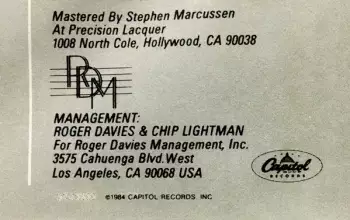 Mastered By Stephen Marcussen
At Precision Lacquer
1008 North Cole, Hollywood, CA 90038
RDM
MANAGEMENT:
ROGER DAVIES & CHIP LIGHTMAN
For Roger Davies Management, Inc.
3575 Cahuenga Blvd. West
Los Angeles, CA 90068 USA
Capitol
RECORDS
©1984 CAPITOL RECORDS, INC.